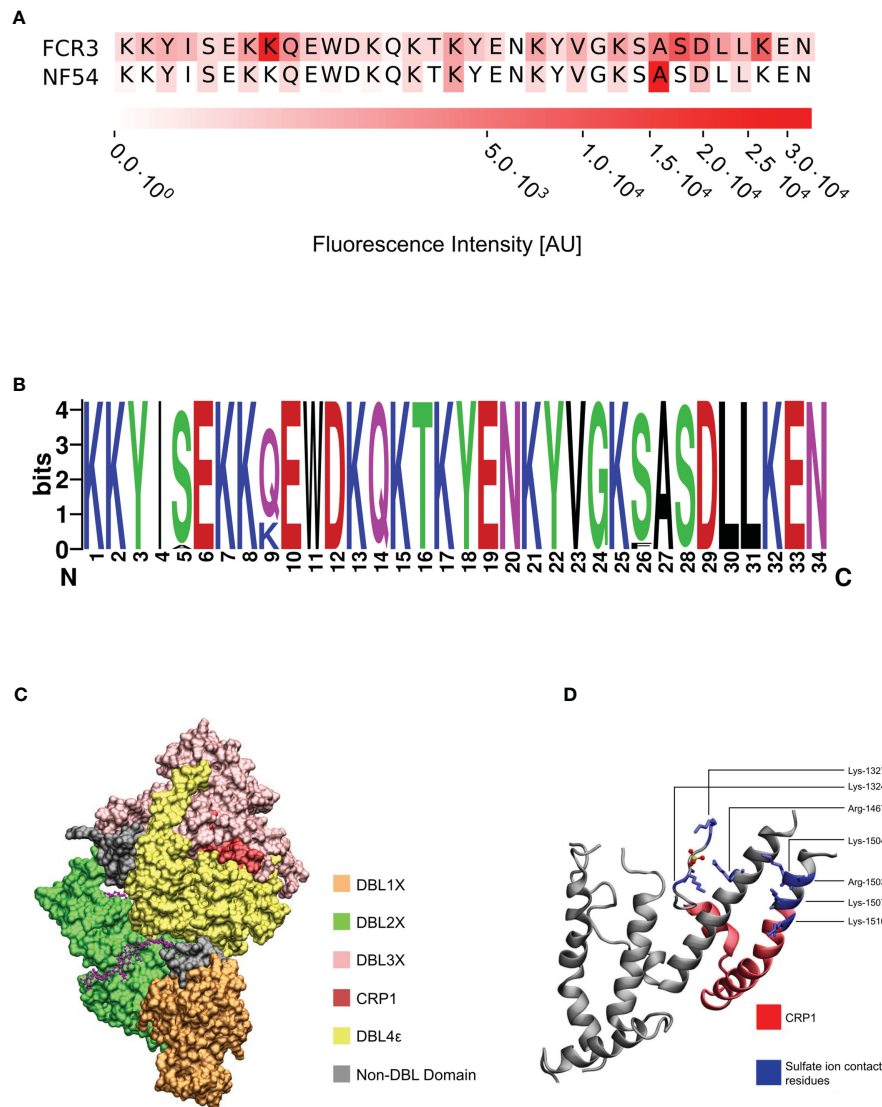 A
FCR3 K K Y I S E K K Q E W D K Q K T K Y E N K Y V G K S A S D L L K E N
NF54 K K Y I S E K K Q E W D K Q K T K Y E N K Y V G K S A S D L L K E N
0.0·10⁰ 5.0·10³ 1.0·10⁴ 1.5·10⁴ 2.0·10⁴ 2.5·10⁴ 3.0·10⁴
Fluorescence Intensity [AU]
B
bits
4
3
2
1
0
KKYISEKKQEWDKQKTKYENKYVGKSASDLLKEN
K
1 2 3 4 5 6 7 8 9 10 11 12 13 14 15 16 17 18 19 20 21 22 23 24 25 26 27 28 29 30 31 32 33 34
N C
C
DBL1X
DBL2X
DBL3X
CRP1
DBL4ε
Non-DBL Domain
D
Lys-1327
Lys-1324
Arg-1467
Lys-1504
Arg-1503
Lys-1507
Lys-1510
CRP1
Sulfate ion contact
residues